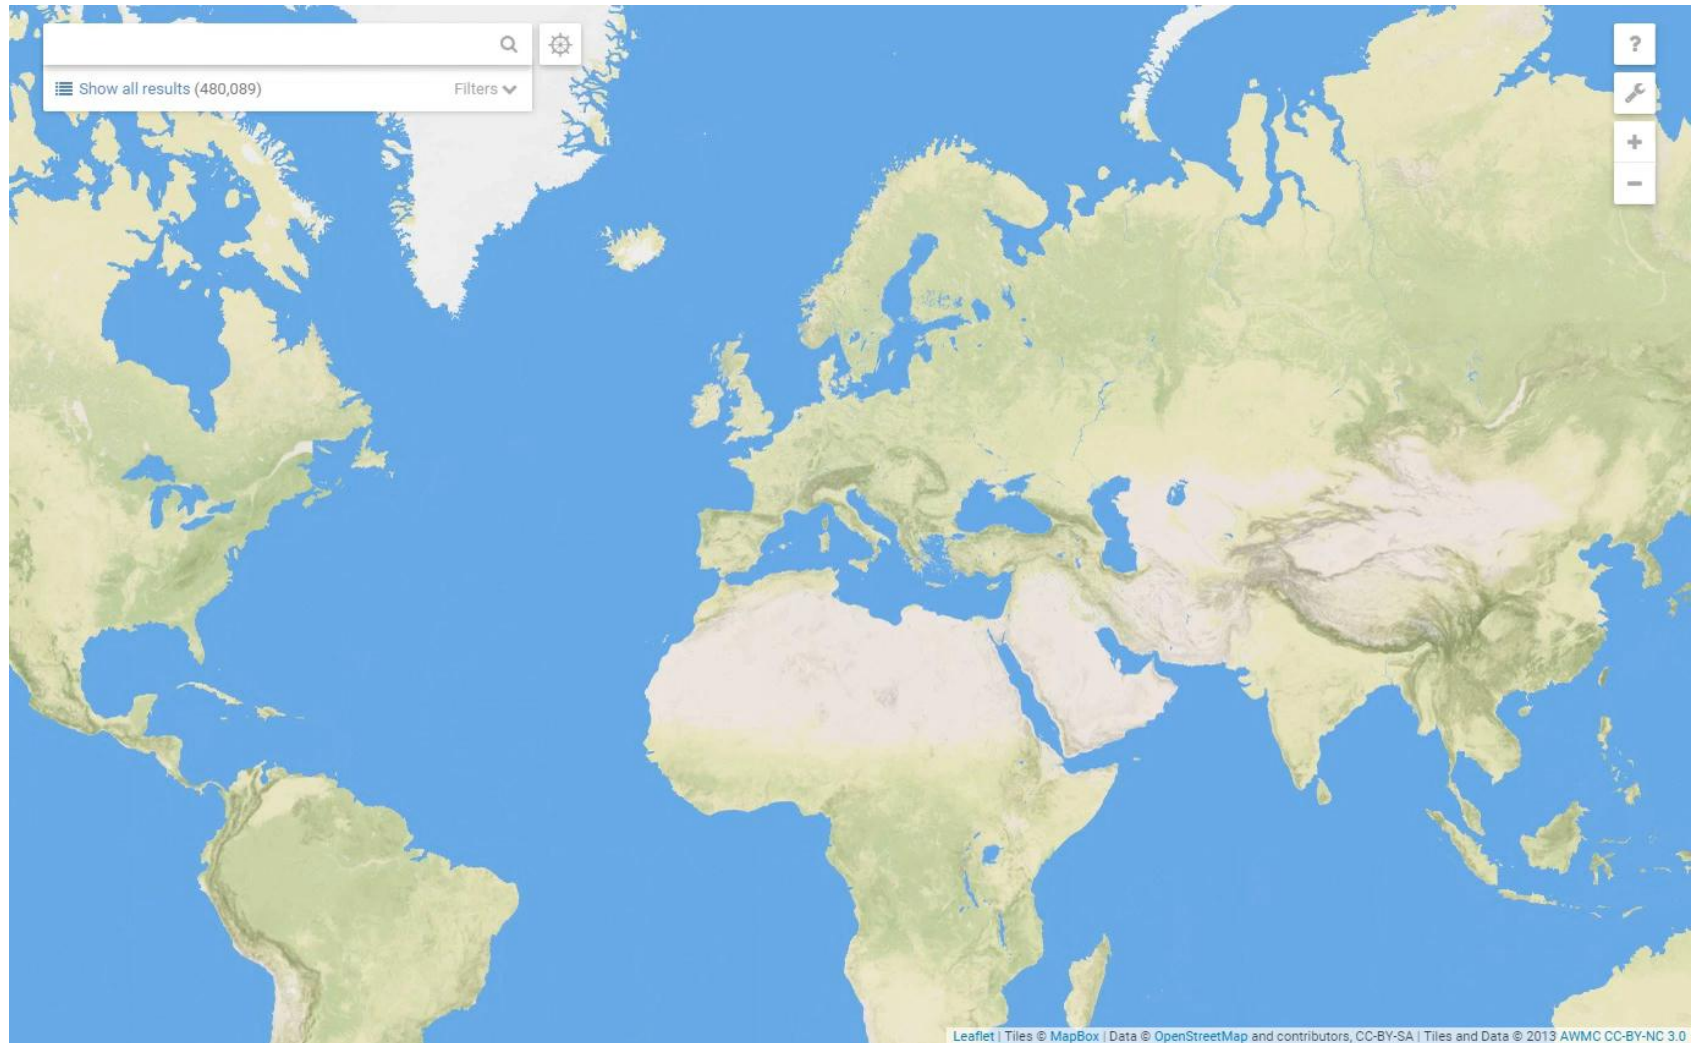 Show all results (480,089)
Filters
?
+
−
Leaflet | Tiles © MapBox | Data © OpenStreetMap and contributors, CC-BY-SA | Tiles and Data © 2013 AWMC CC-BY-NC 3.0